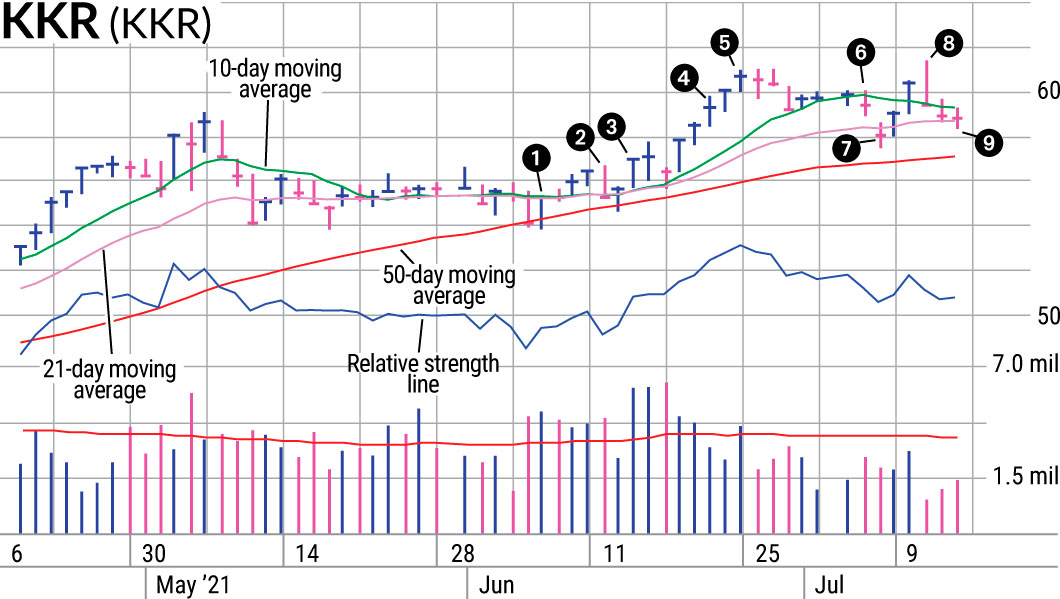 KKR (KKR)
5
8
10-day moving
average
6
4
60
3
2
7
9
1
50-day moving
average
50
21-day moving
average
Relative strength
line
7.0 mil
1.5 mil
6 30 14 28 11 25 9
May ’21 Jun Jul